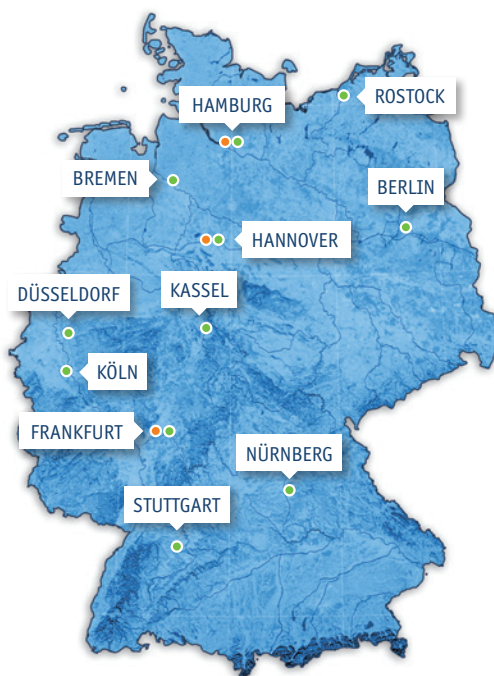 ROSTOCK
HAMBURG
BREMEN
BERLIN
HANNOVER
DÜSSELDORF
KASSEL
KÖLN
FRANKFURT
NÜRNBERG
STUTTGART